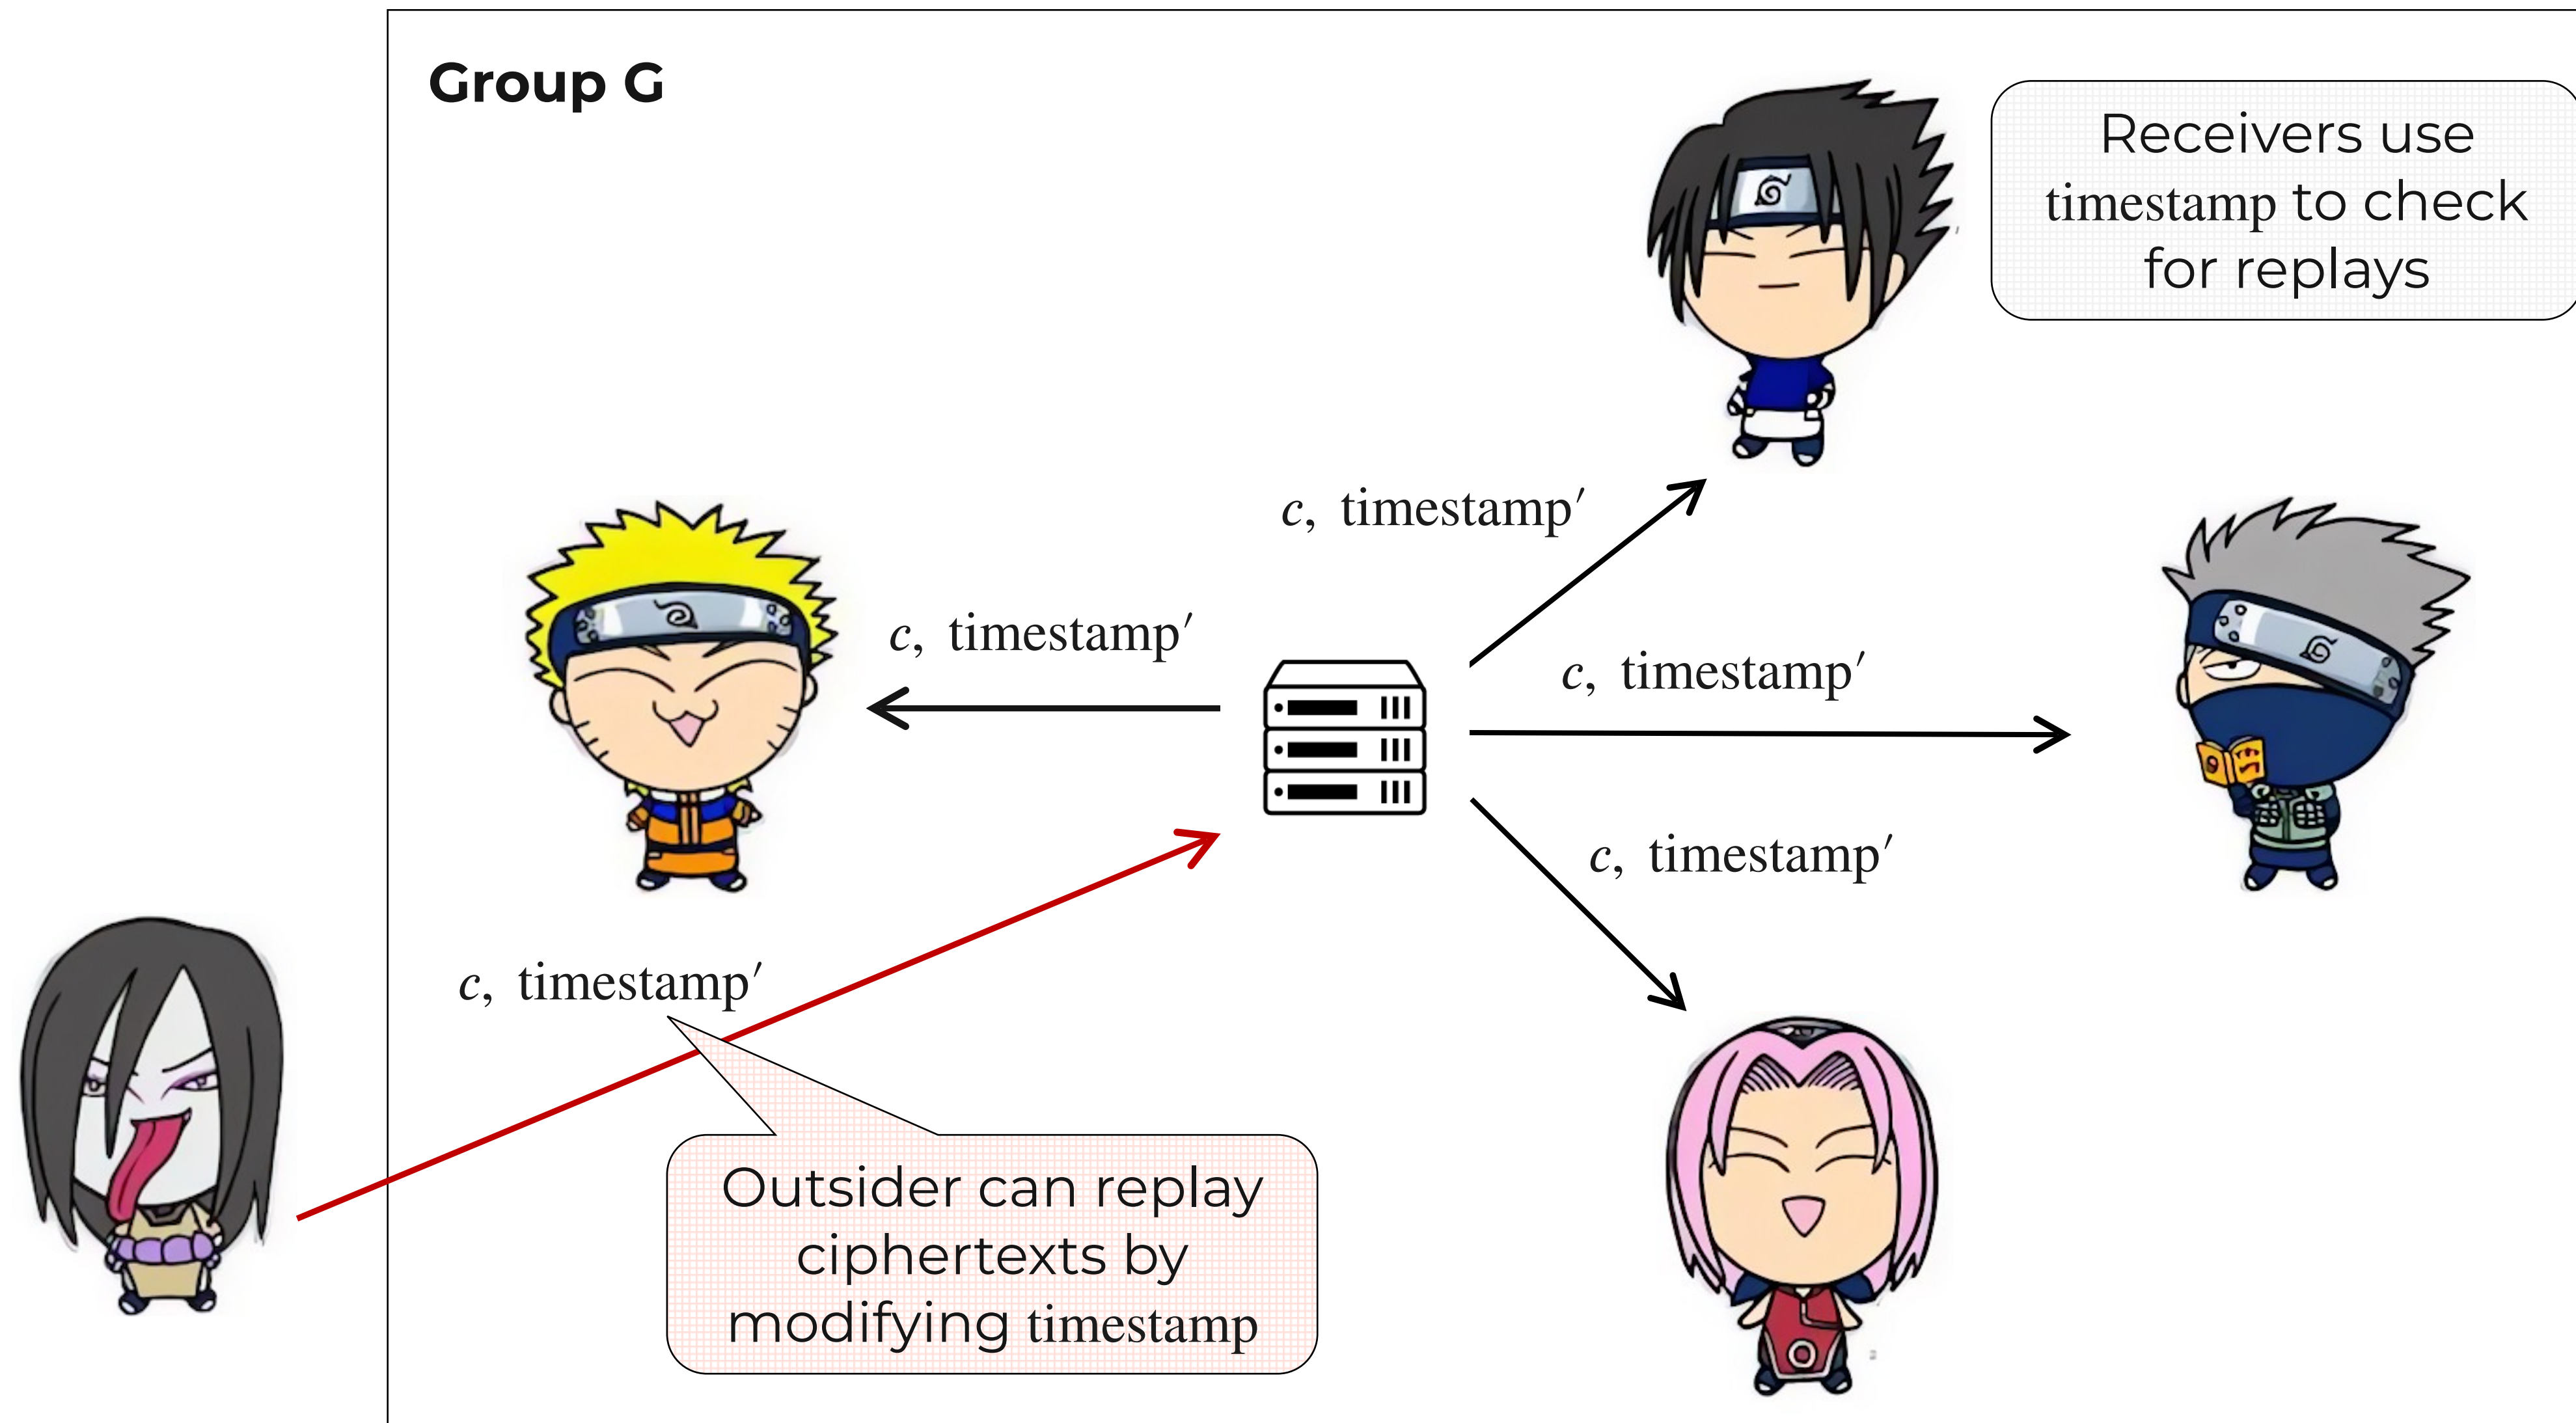 Group G
Receivers use
timestamp to check
for replays
c, timestamp′
c, timestamp′
c, timestamp′
c, timestamp′
c, timestamp′
Outsider can replay
ciphertexts by
modifying timestamp